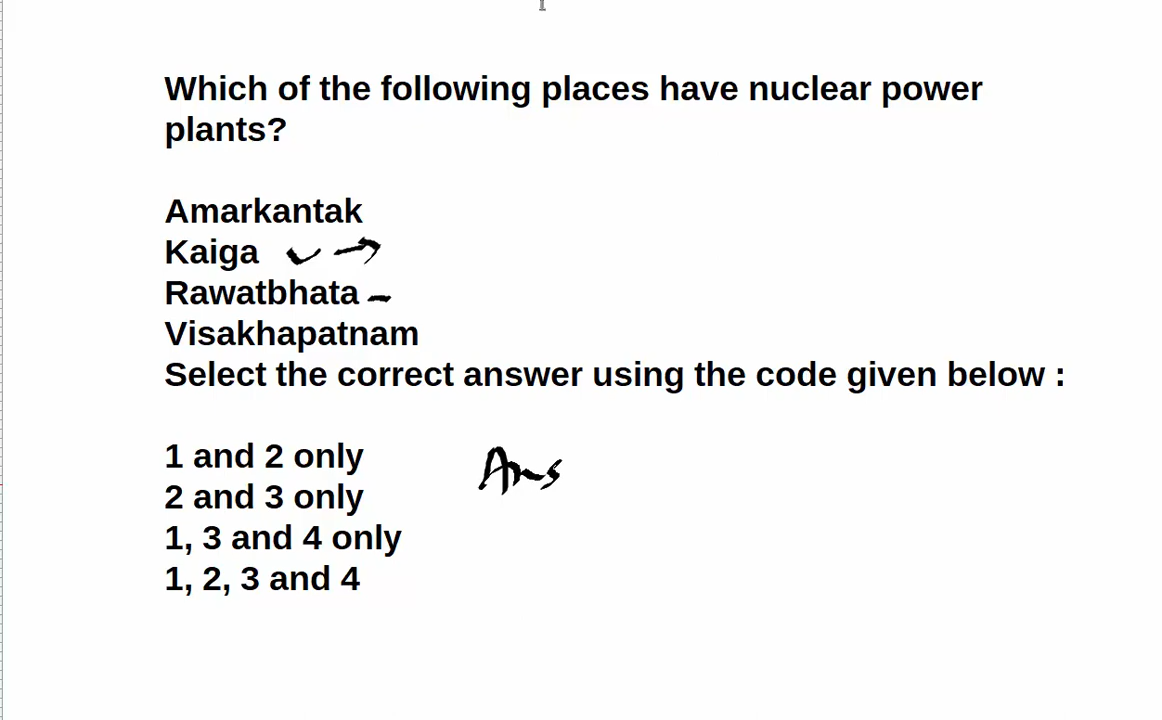 Which of the following places have nuclear power
plants?
Amarkantak
Kaiga
Rawatbhata
Visakhapatnam
Select the correct answer using the code given below :
1 and 2 only
Ans
2 and 3 only
1, 3 and 4 only
1, 2, 3 and 4